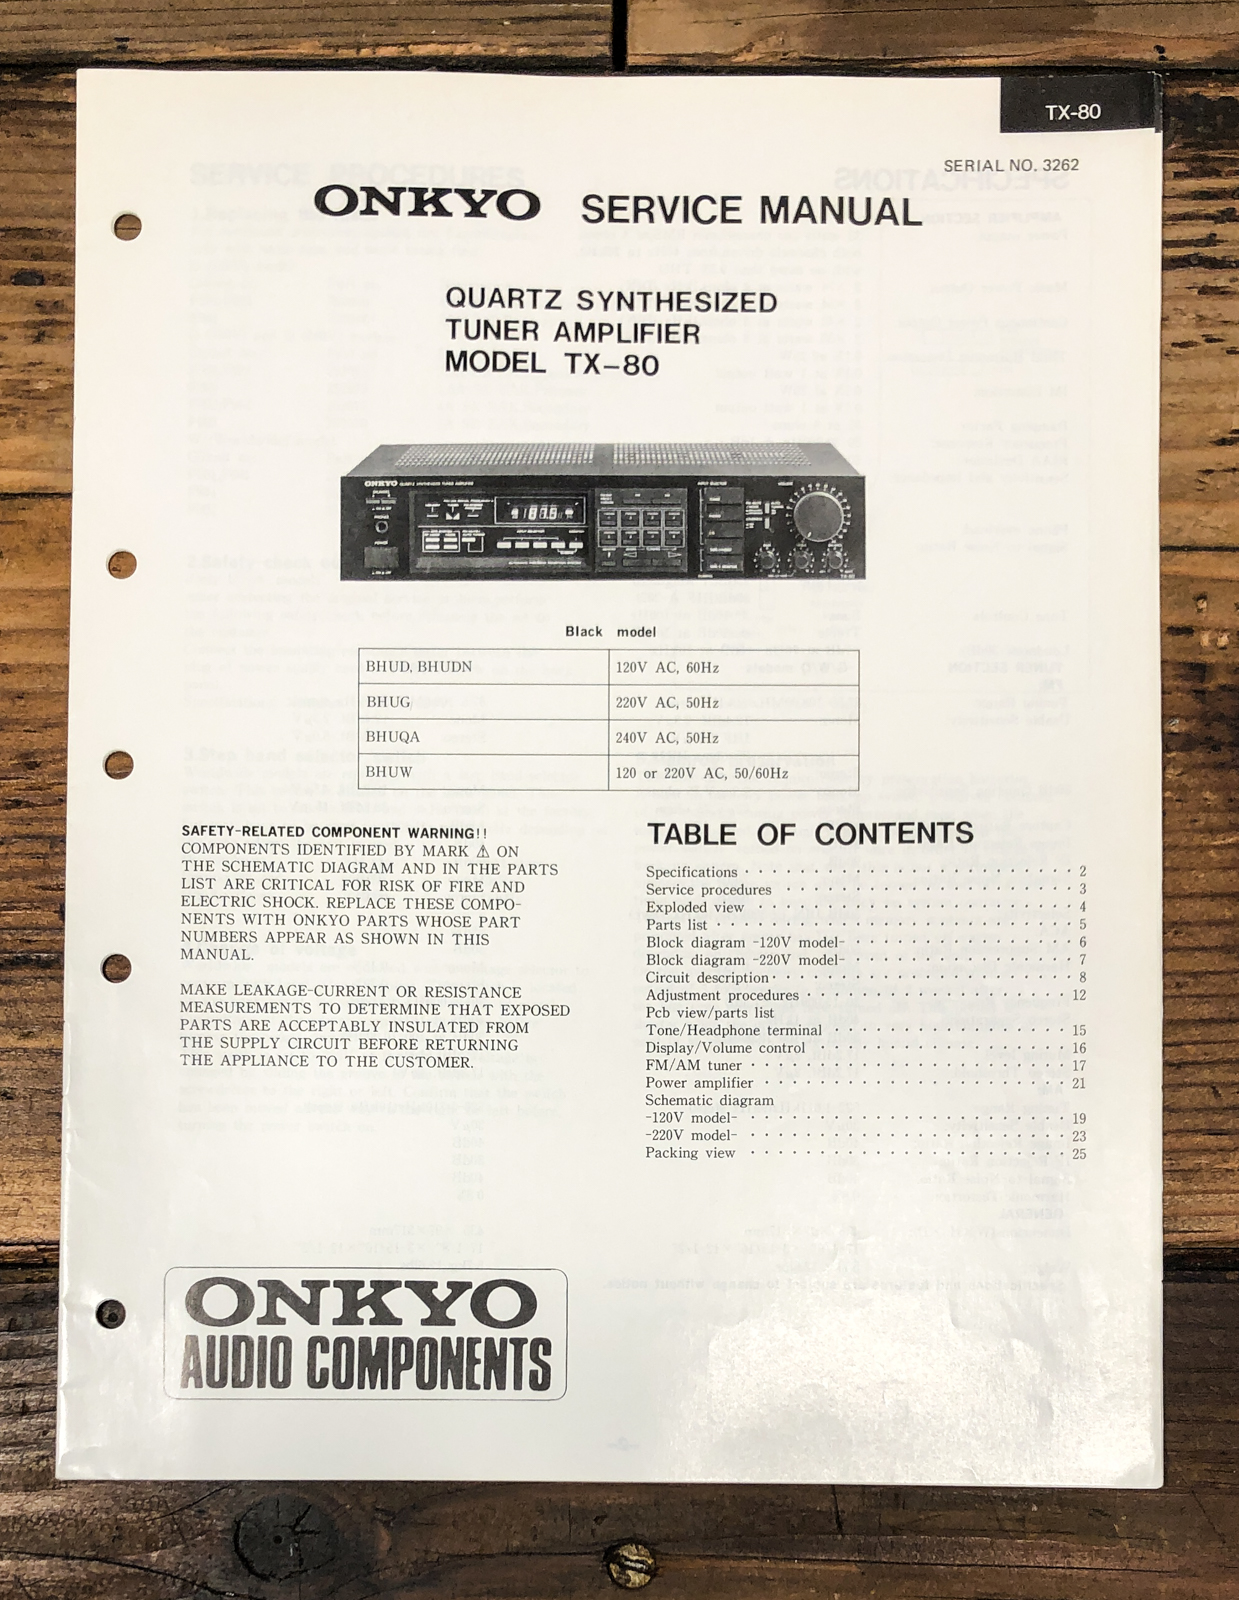 TX-80
SERIAL NO. 3262
ONKYO SERVICE MANUAL
QUARTZ SYNTHESIZED
TUNER AMPLIFIER
MODEL TX-80
ONKYO QUARTZ SYNTHESIZED TUNER AMPLIFIER
Black model
BHUD, BHUDN 120V AC, 60Hz
BHUG 220V AC, 50Hz
BHUQA 240V AC, 50Hz
BHUW 120 or 220V AC, 50/60Hz
SAFETY-RELATED COMPONENT WARNING!!
COMPONENTS IDENTIFIED BY MARK ⚠ ON
THE SCHEMATIC DIAGRAM AND IN THE PARTS
LIST ARE CRITICAL FOR RISK OF FIRE AND
ELECTRIC SHOCK. REPLACE THESE COMPO-
NENTS WITH ONKYO PARTS WHOSE PART
NUMBERS APPEAR AS SHOWN IN THIS
MANUAL.
MAKE LEAKAGE-CURRENT OR RESISTANCE
MEASUREMENTS TO DETERMINE THAT EXPOSED
PARTS ARE ACCEPTABLY INSULATED FROM
THE SUPPLY CIRCUIT BEFORE RETURNING
THE APPLIANCE TO THE CUSTOMER.
TABLE OF CONTENTS
Specifications 2
Service procedures 3
Exploded view 4
Parts list 5
Block diagram -120V model- 6
Block diagram -220V model- 7
Circuit description 8
Adjustment procedures 12
Pcb view/parts list
Tone/Headphone terminal 15
Display/Volume control 16
FM/AM tuner 17
Power amplifier 21
Schematic diagram
-120V model- 19
-220V model- 23
Packing view 25
ONKYO
AUDIO COMPONENTS